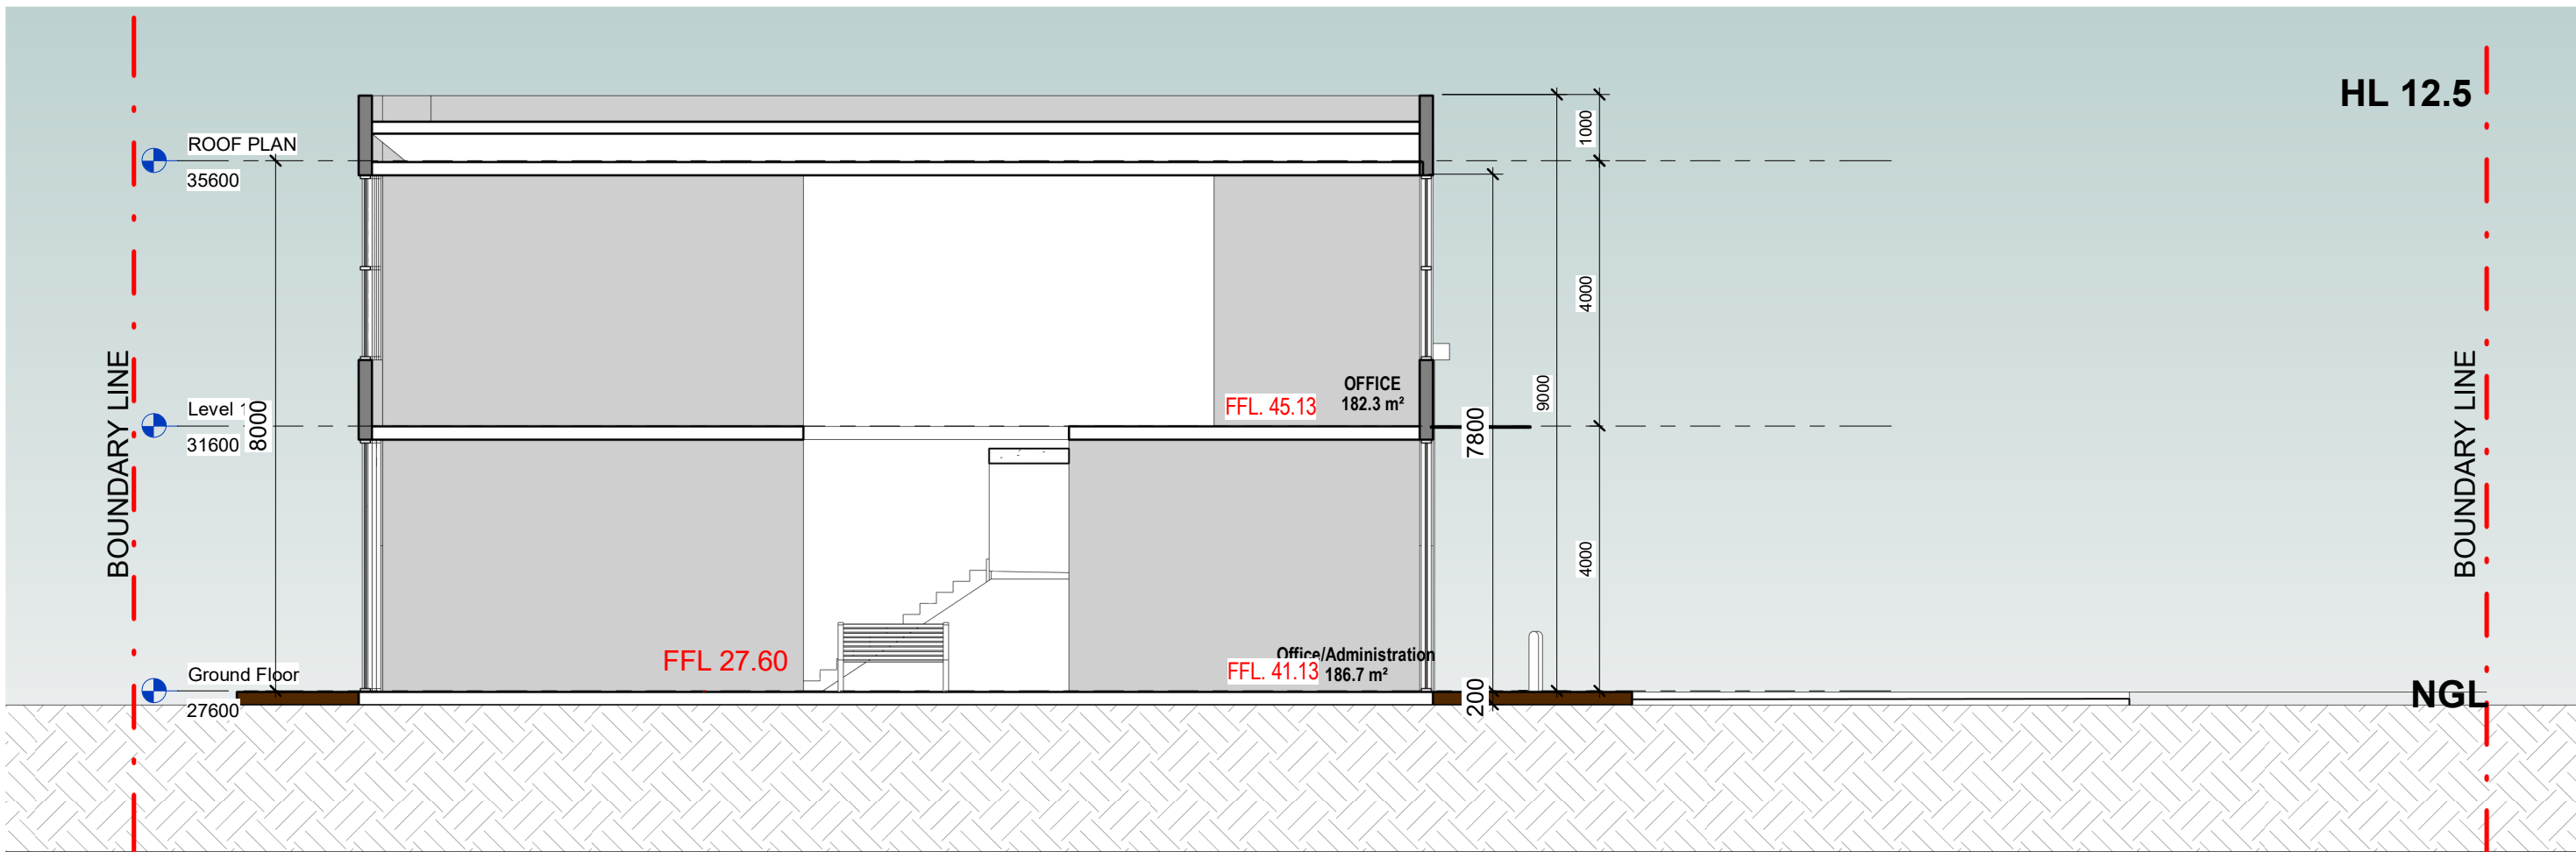 HL 12.5
ROOF PLAN
35600
1000
4000
9000
BOUNDARY LINE
BOUNDARY LINE
OFFICE
182.3 m²
FFL. 45.13
Level 1
31600
8000
7800
4000
FFL 27.60
Office/Administration
FFL. 41.13
186.7 m²
Ground Floor
27600
200
NGL